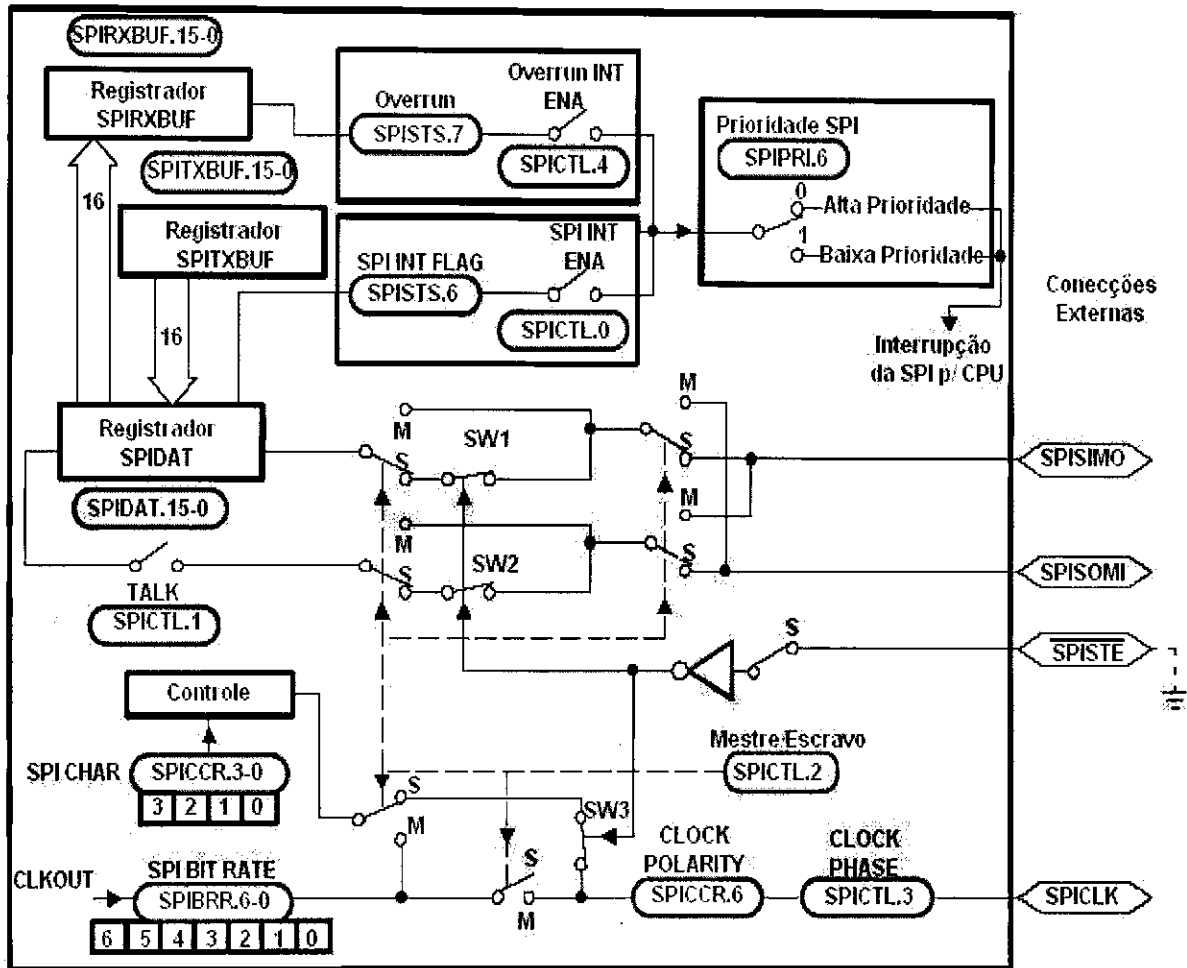 SPIRXBUF.15-0
Registrador
SPIRXBUF
SPITXBUF.15-0
16
Registrador
SPITXBUF
16
Registrador
SPIDAT
SPIDAT.15-0
TALK
SPICTL.1
Overrun INT
Overrun
ENA
SPISTS.7
SPICTL.4
SPI INT
SPI INT FLAG
ENA
SPISTS.6
SPICTL.0
Prioridade SPI
SPIPRI.6
0
Alta Prioridade
1
Baixa Prioridade
Interrupção
da SPI p/ CPU
Conecções
Externas
M
S
SW1
M
S
SW2
M
S
M
S
SPISIMO
SPISOMI
S
SPISTE
Controle
Mestre/Escravo
SPICTL.2
SPI CHAR
SPICCR.3-0
3 2 1 0
S
M
SW3
S
M
CLKOUT
SPI BIT RATE
SPIBRR.6-0
6 5 4 3 2 1 0
CLOCK
POLARITY
SPICCR.6
CLOCK
PHASE
SPICTL.3
SPICLK